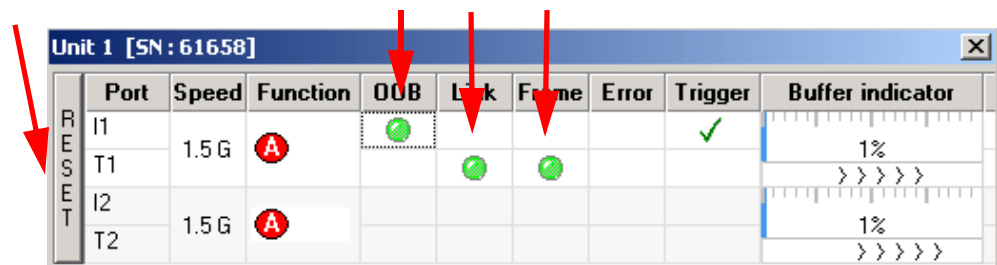 Unit 1 [SN:61658]
RESET
Port Speed Function OOB Link Frame Error Trigger Buffer indicator
I1 1.5 G A 1%
T1 >>>>>
I2 1.5 G A 1%
T2 >>>>>